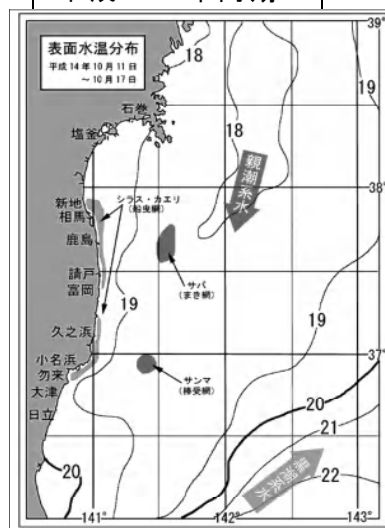 表面水温分布
平成14年10月11日
~10月17日
39°
18
19
石巻
塩釜
18
親潮系水
38°
シラス・カエリ
(船曳網)
新地
相馬
鹿島
サバ
(まき網)
請戸
富岡
19
19
久之浜
37°
小名浜
勿来
サンマ
(棒受網)
大津
20
日立
21
20
黒潮系水
22
141°
142°
143°